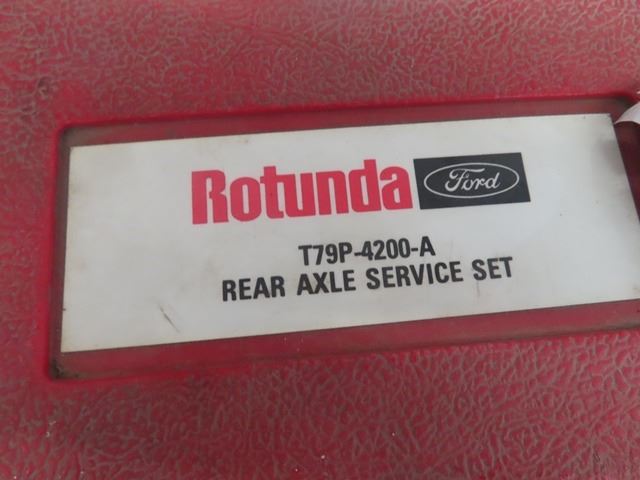 Rotunda Ford
T79P-4200-A
REAR AXLE SERVICE SET